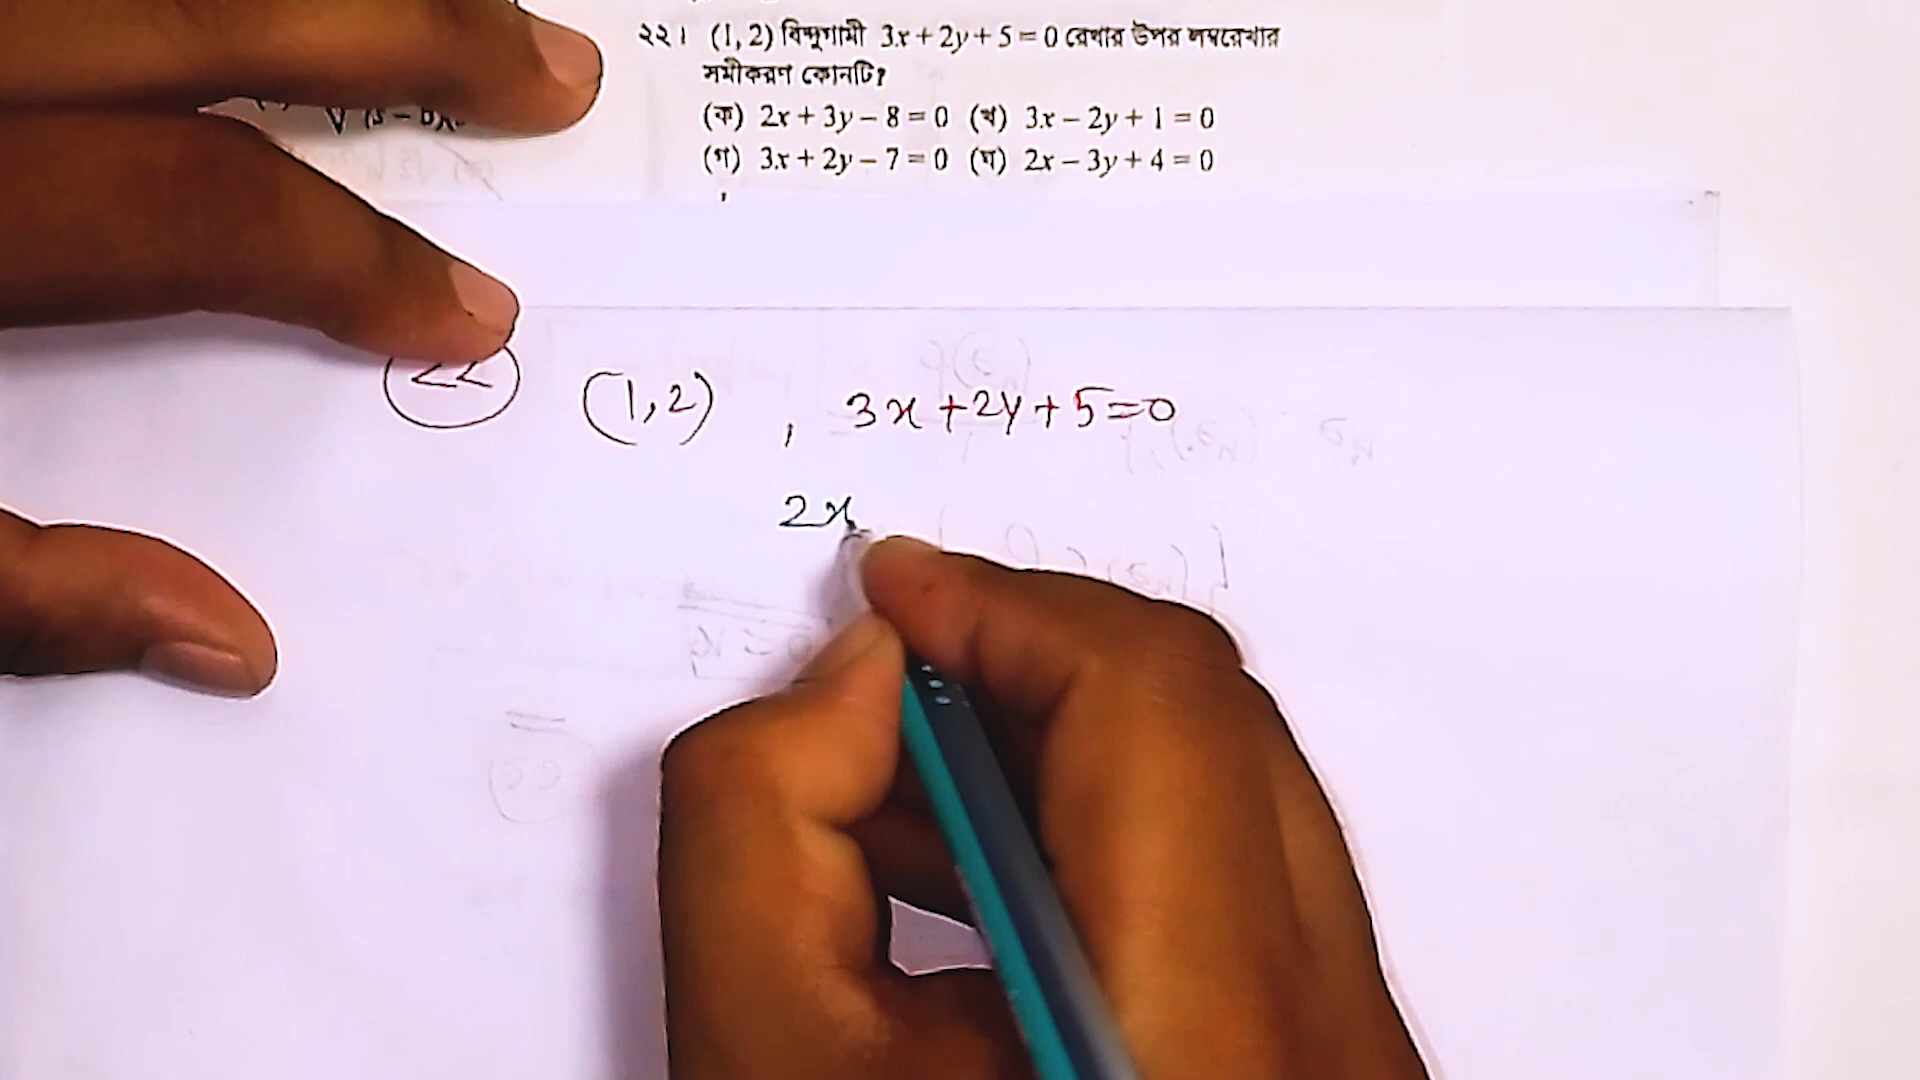 ২২। (1, 2) বিন্দুগামী 3x + 2y + 5 = 0 রেখার উপর লম্বরেখার
সমীকরণ কোনটি?
(ক) 2x + 3y – 8 = 0 (খ) 3x – 2y + 1 = 0
(গ) 3x + 2y – 7 = 0 (ঘ) 2x – 3y + 4 = 0
২২ (1,2) , 3x+2y+5=0
2x